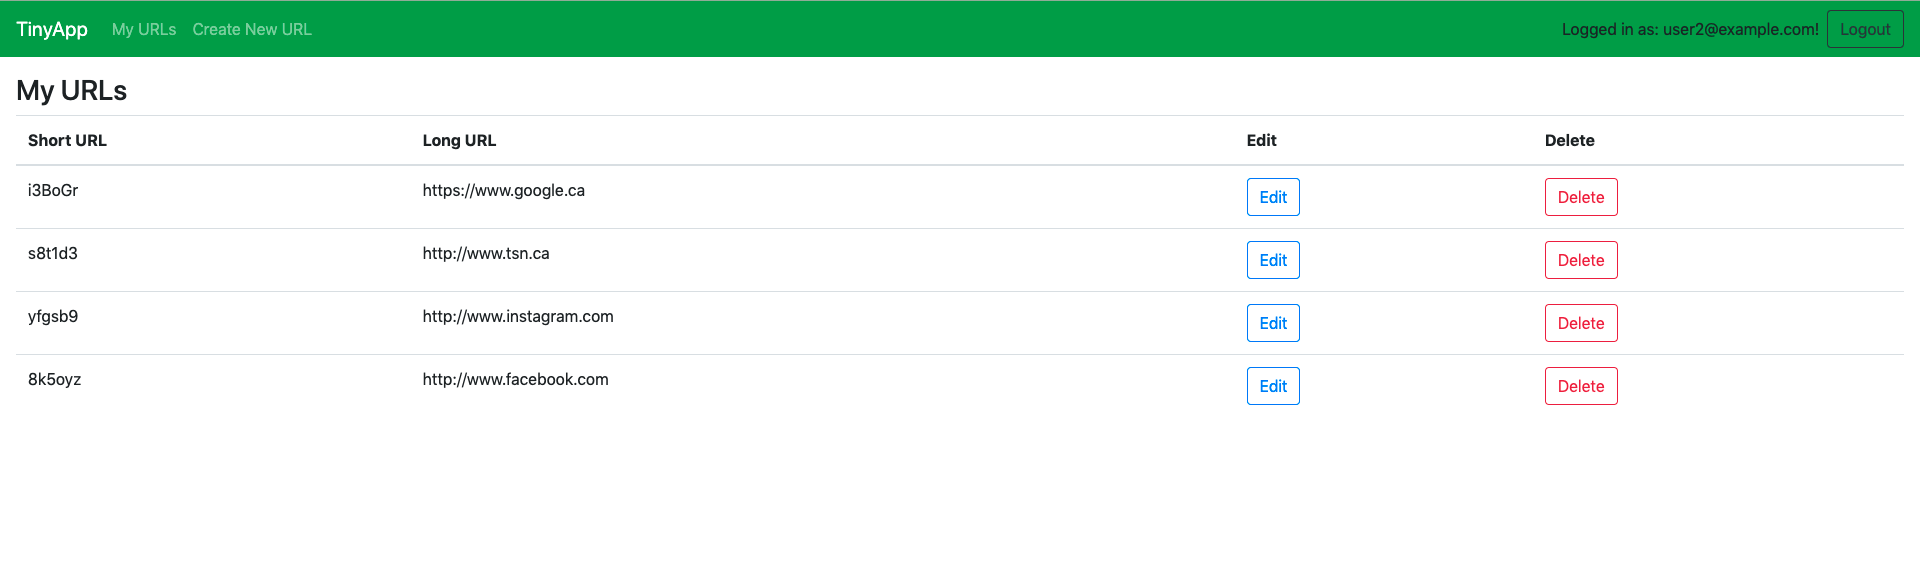 TinyApp My URLs Create New URL Logged in as: user2@example.com! Logout
My URLs
Short URL Long URL Edit Delete
i3BoGr https://www.google.ca Edit Delete
s8t1d3 http://www.tsn.ca Edit Delete
yfgsb9 http://www.instagram.com Edit Delete
8k5oyz http://www.facebook.com Edit Delete